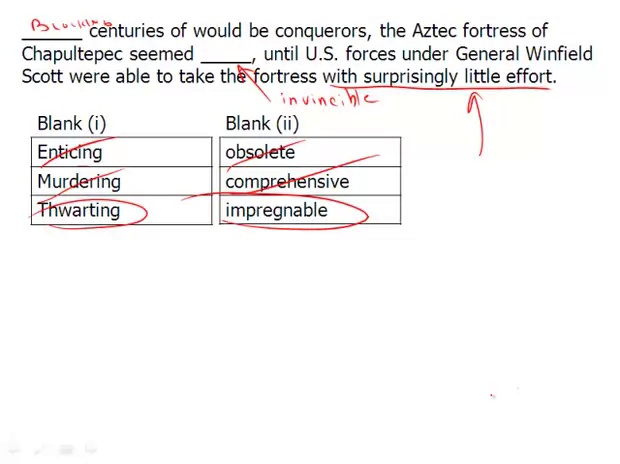 Blocking
______ centuries of would be conquerors, the Aztec fortress of
Chapultepec seemed _____, until U.S. forces under General Winfield
Scott were able to take the fortress with surprisingly little effort.
invincible
Blank (i) Blank (ii)
Enticing obsolete
Murdering comprehensive
Thwarting impregnable